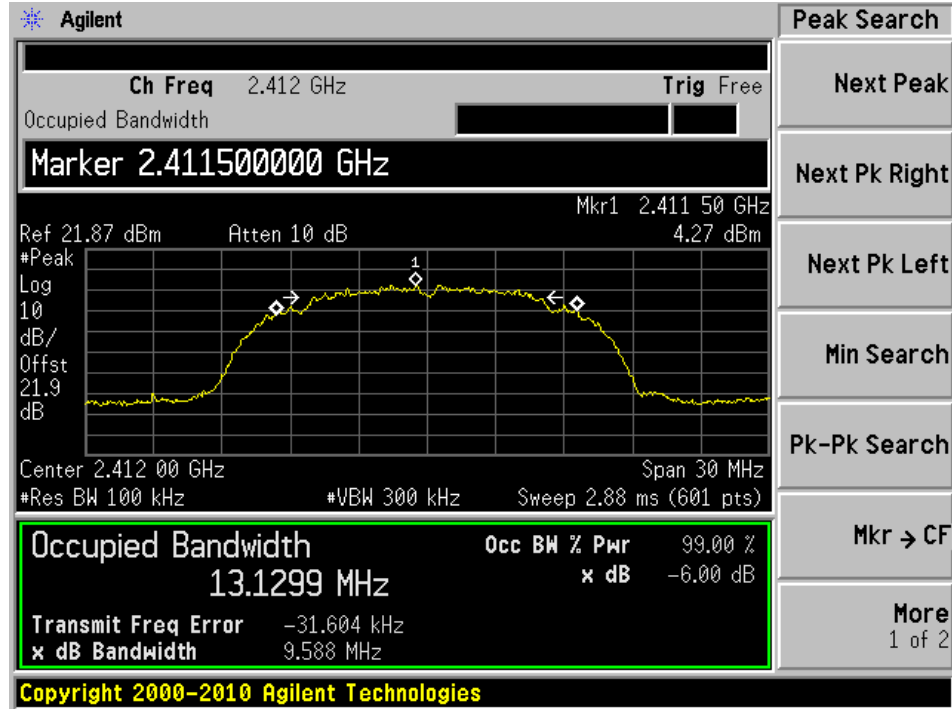 Agilent
Peak Search
Ch Freq 2.412 GHz Trig Free
Occupied Bandwidth
Marker 2.411500000 GHz
Mkr1 2.411 50 GHz
Ref 21.87 dBm Atten 10 dB 4.27 dBm
#Peak
Log
10
dB/
Offst
21.9
dB
1
Center 2.412 00 GHz Span 30 MHz
#Res BW 100 kHz #VBW 300 kHz Sweep 2.88 ms (601 pts)
Occupied Bandwidth Occ BW % Pwr 99.00 %
13.1299 MHz x dB -6.00 dB
Transmit Freq Error -31.604 kHz
x dB Bandwidth 9.588 MHz
Copyright 2000-2010 Agilent Technologies
Next Peak
Next Pk Right
Next Pk Left
Min Search
Pk-Pk Search
Mkr → CF
More
1 of 2